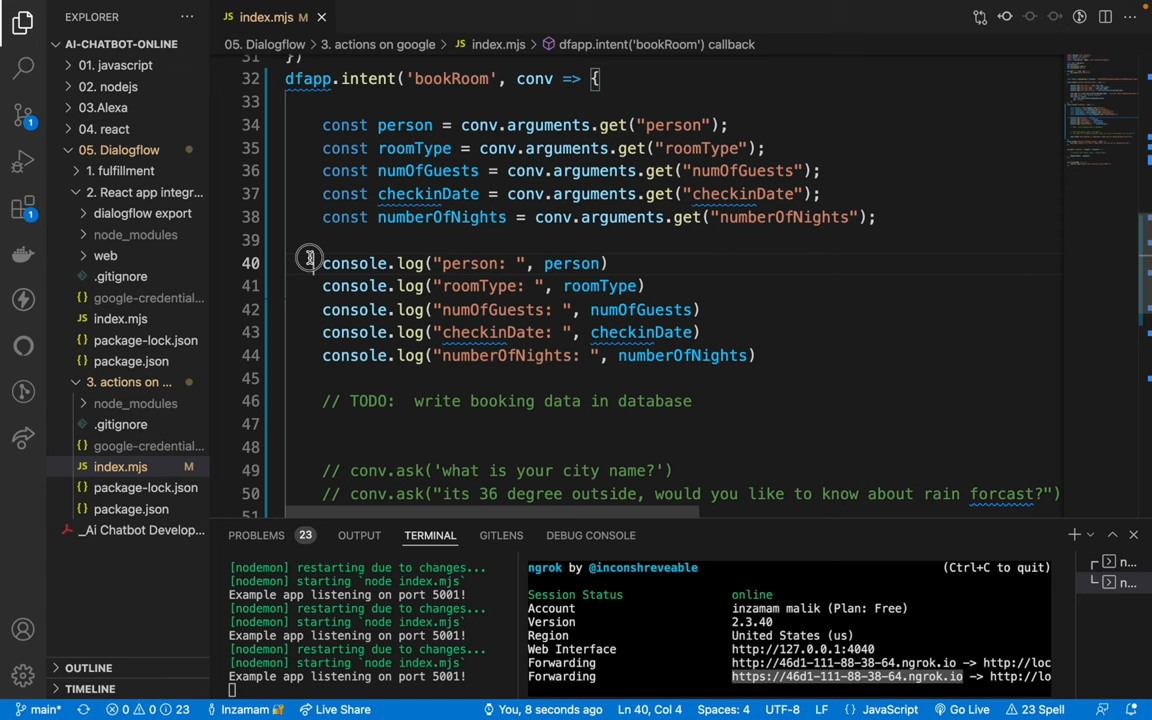 EXPLORER
AI-CHATBOT-ONLINE
01. javascript
02. nodejs
03.Alexa
04. react
05. Dialogflow
1. fulfillment
2. React app integr...
dialogflow export
node_modules
web
.gitignore
google-credential...
index.mjs
package-lock.json
package.json
3. actions on ...
node_modules
.gitignore
google-credential...
index.mjs M
package-lock.json
package.json
_Ai Chatbot Develop...
OUTLINE
TIMELINE
1
1
JS index.mjs M
05. Dialogflow > 3. actions on google > JS index.mjs > dfapp.intent('bookRoom') callback
31 })
32 dfapp.intent('bookRoom', conv => {
33
34 const person = conv.arguments.get("person");
35 const roomType = conv.arguments.get("roomType");
36 const numOfGuests = conv.arguments.get("numOfGuests");
37 const checkinDate = conv.arguments.get("checkinDate");
38 const numberOfNights = conv.arguments.get("numberOfNights");
39
40 console.log("person: ", person)
41 console.log("roomType: ", roomType)
42 console.log("numOfGuests: ", numOfGuests)
43 console.log("checkinDate: ", checkinDate)
44 console.log("numberOfNights: ", numberOfNights)
45
46 // TODO:  write booking data in database
47
48
49 // conv.ask('what is your city name?')
50 // conv.ask("its 36 degree outside, would you like to know about rain forcast?")
51
PROBLEMS 23 OUTPUT TERMINAL GITLENS DEBUG CONSOLE
[nodemon] restarting due to changes...
[nodemon] starting `node index.mjs`
Example app listening on port 5001!
[nodemon] restarting due to changes...
[nodemon] starting `node index.mjs`
Example app listening on port 5001!
[nodemon] restarting due to changes...
[nodemon] starting `node index.mjs`
Example app listening on port 5001!
ngrok by @inconshreveable (Ctrl+C to quit)
Session Status online
Account inzamam malik (Plan: Free)
Version 2.3.40
Region United States (us)
Web Interface http://127.0.0.1:4040
Forwarding http://46d1-111-88-38-64.ngrok.io -> http://loc
Forwarding https://46d1-111-88-38-64.ngrok.io -> http://lo
n...
n...
main* 0 0 23 Inzamam Live Share You, 8 seconds ago Ln 40, Col 4 Spaces: 4 UTF-8 LF {} JavaScript Go Live 23 Spell